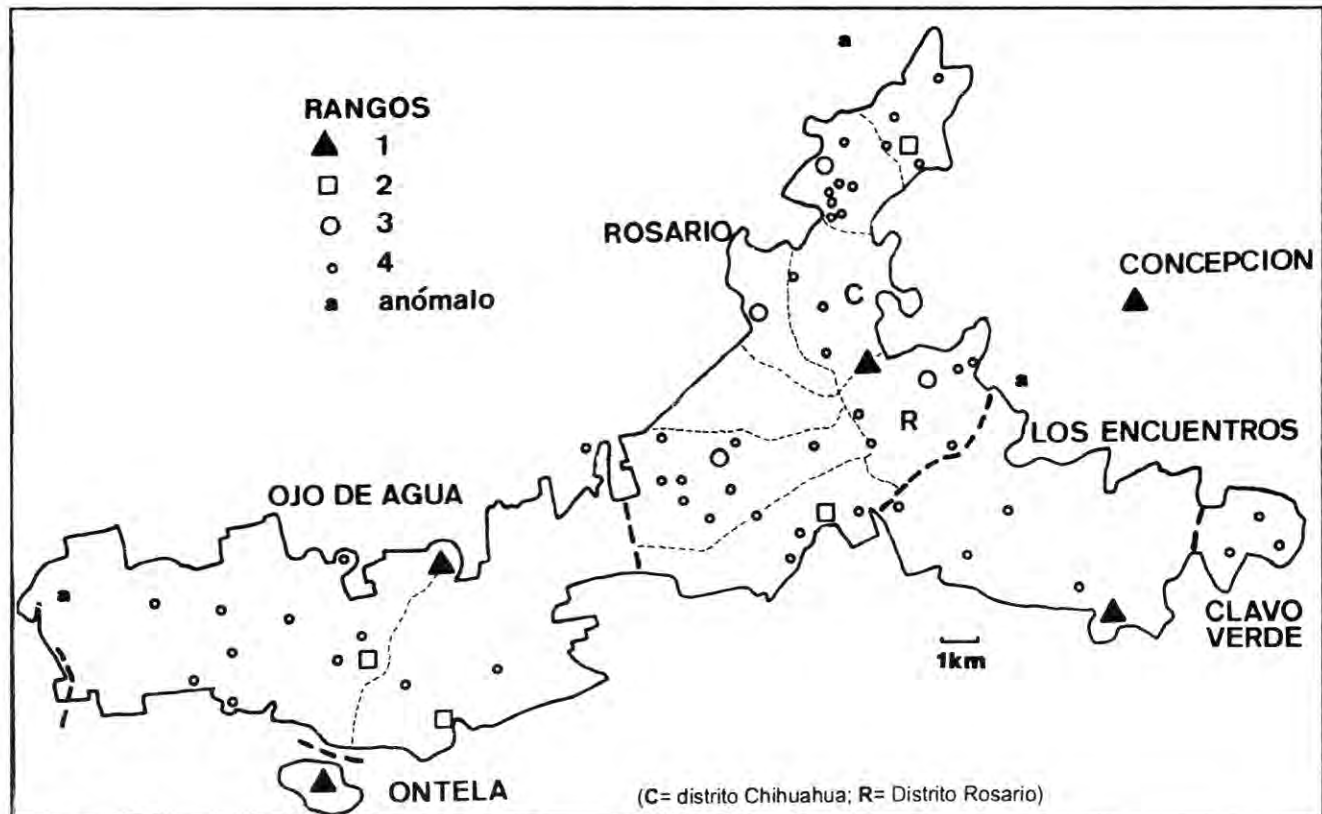 a
RANGOS
1
2
3
4
a anómalo
ROSARIO
C
CONCEPCION
R
a
LOS ENCUENTROS
OJO DE AGUA
a
CLAVO
VERDE
1km
ONTELA
(C= distrito Chihuahua; R= Distrito Rosario)